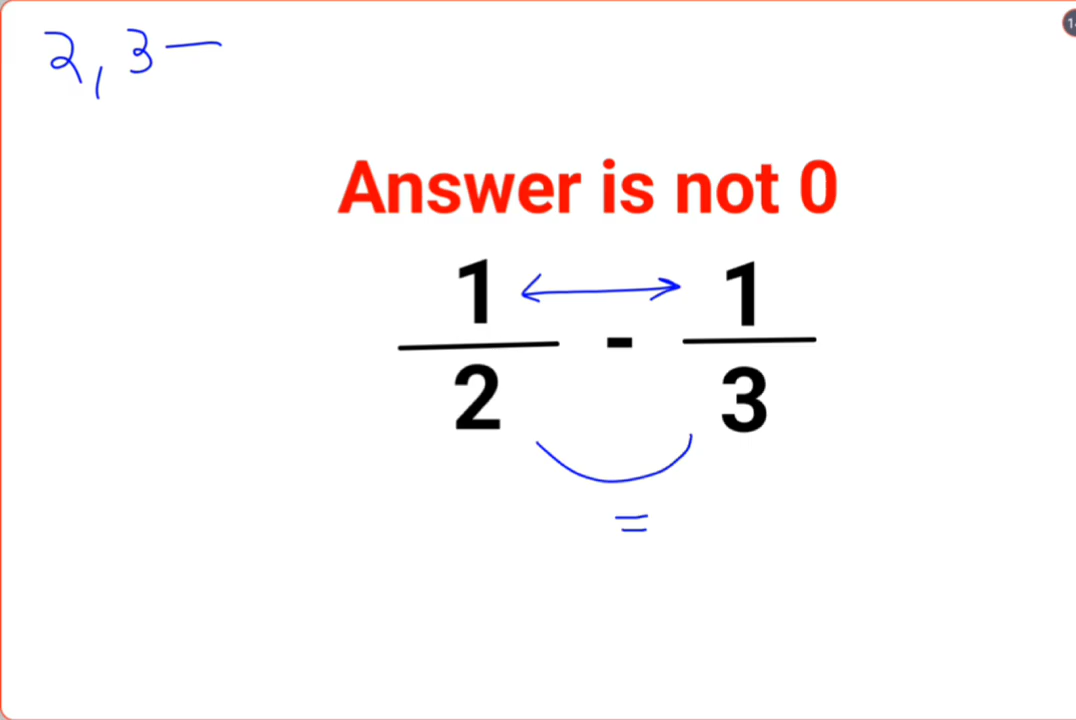 2, 3 —
Answer is not 0
1/2 - 1/3
=